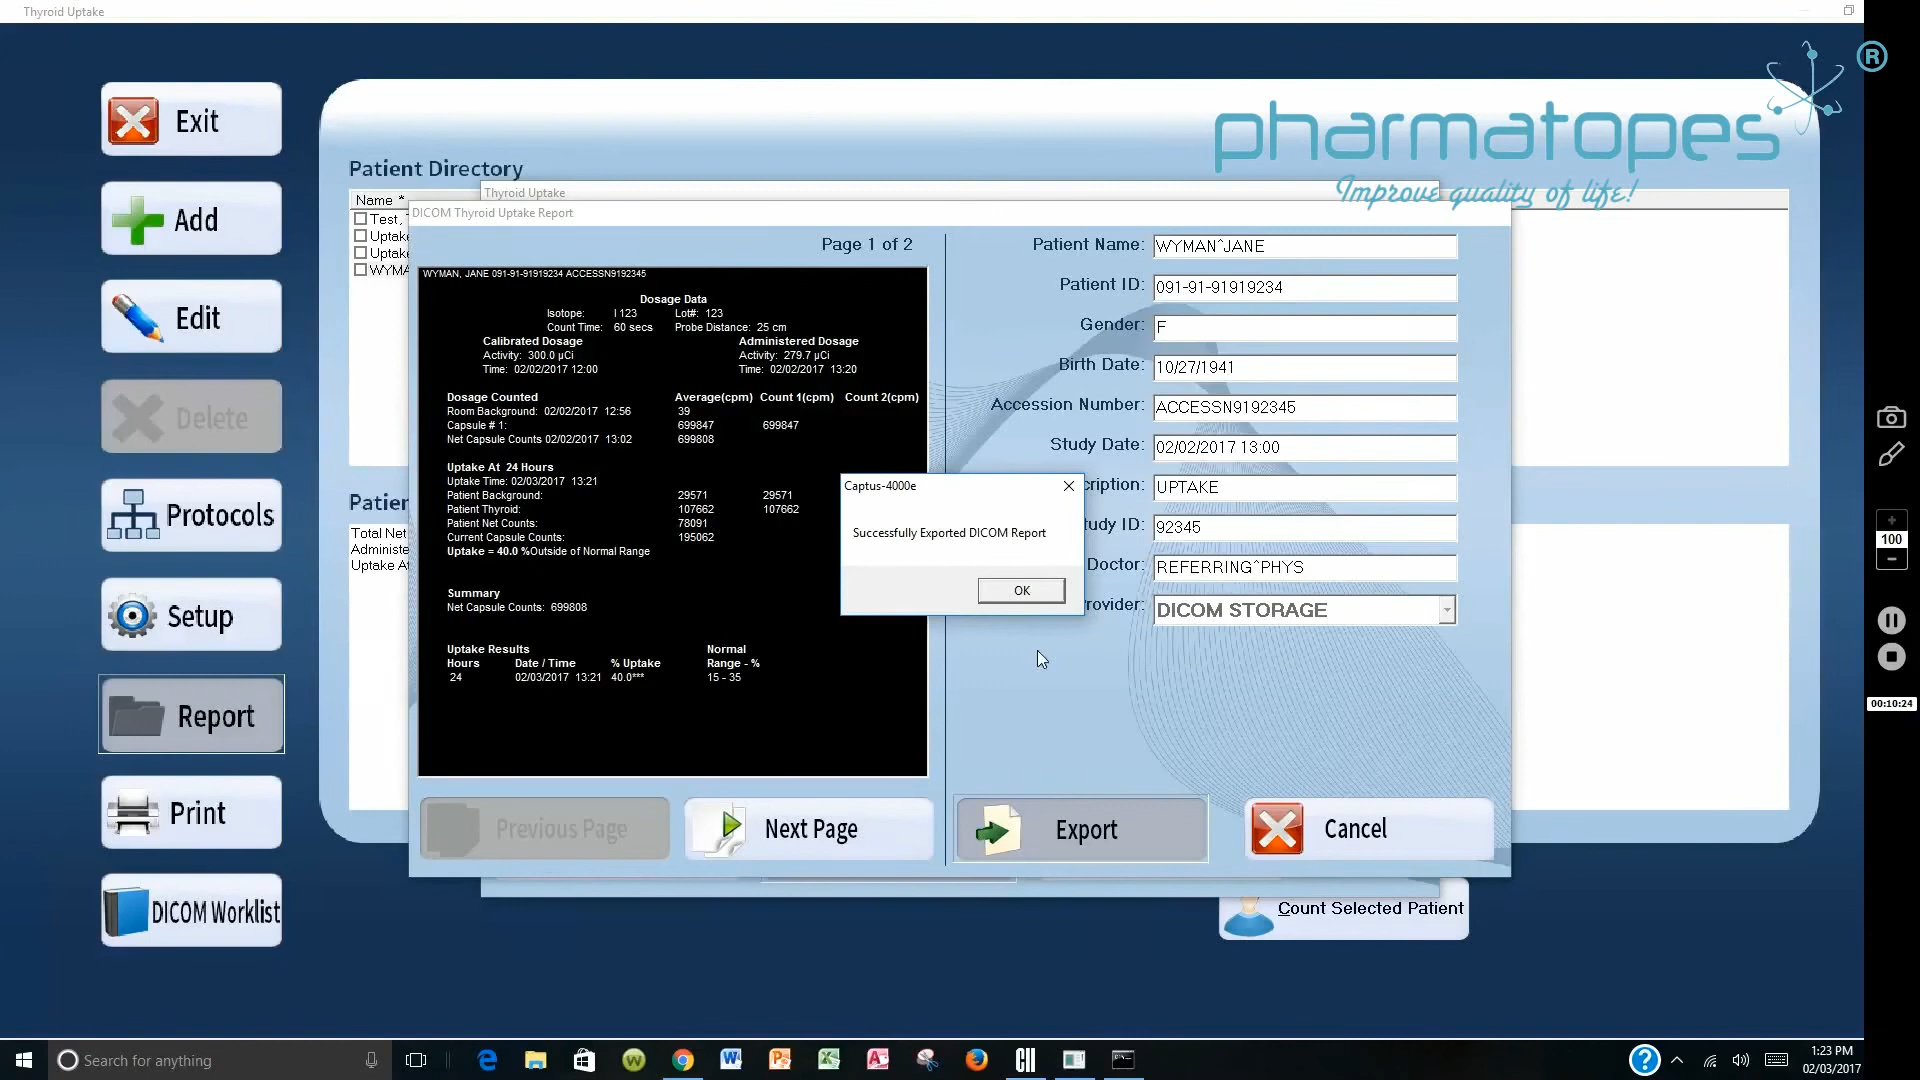 Thyroid Uptake
®
pharmatopes
Improve quality of life!
Exit
Add
Edit
Delete
Protocols
Setup
Report
Print
DICOM Worklist
Patient Directory
Name *
Test,
Uptake
Uptake
WYMA
Patien
Total Net
Administe
Uptake At
Thyroid Uptake
DICOM Thyroid Uptake Report
Page 1 of 2
WYMAN, JANE 091-91-91919234 ACCESSN9192345
Dosage Data
Isotope: I 123 Lot#: 123
Count Time: 60 secs Probe Distance: 25 cm
Calibrated Dosage Administered Dosage
Activity: 300.0 µCi Activity: 279.7 µCi
Time: 02/02/2017 12:00 Time: 02/02/2017 13:20
Dosage Counted Average(cpm) Count 1(cpm) Count 2(cpm)
Room Background: 02/02/2017 12:56 39
Capsule # 1: 699847 699847
Net Capsule Counts 02/02/2017 13:02 699808
Uptake At 24 Hours
Uptake Time: 02/03/2017 13:21
Patient Background: 29571 29571
Patient Thyroid: 107662 107662
Patient Net Counts: 78091
Current Capsule Counts: 195062
Uptake = 40.0 %Outside of Normal Range
Summary
Net Capsule Counts: 699808
Uptake Results Normal
Hours Date / Time % Uptake Range - %
24 02/03/2017 13:21 40.0*** 15 - 35
Patient Name: WYMAN^JANE
Patient ID: 091-91-91919234
Gender: F
Birth Date: 10/27/1941
Accession Number: ACCESSN9192345
Study Date: 02/02/2017 13:00
cription: UPTAKE
tudy ID: 92345
Doctor: REFERRING^PHYS
rovider: DICOM STORAGE
Captus-4000e
Successfully Exported DICOM Report
OK
Previous Page
Next Page
Export
Cancel
Count Selected Patient
100
00:10:24
Search for anything
1:23 PM
02/03/2017